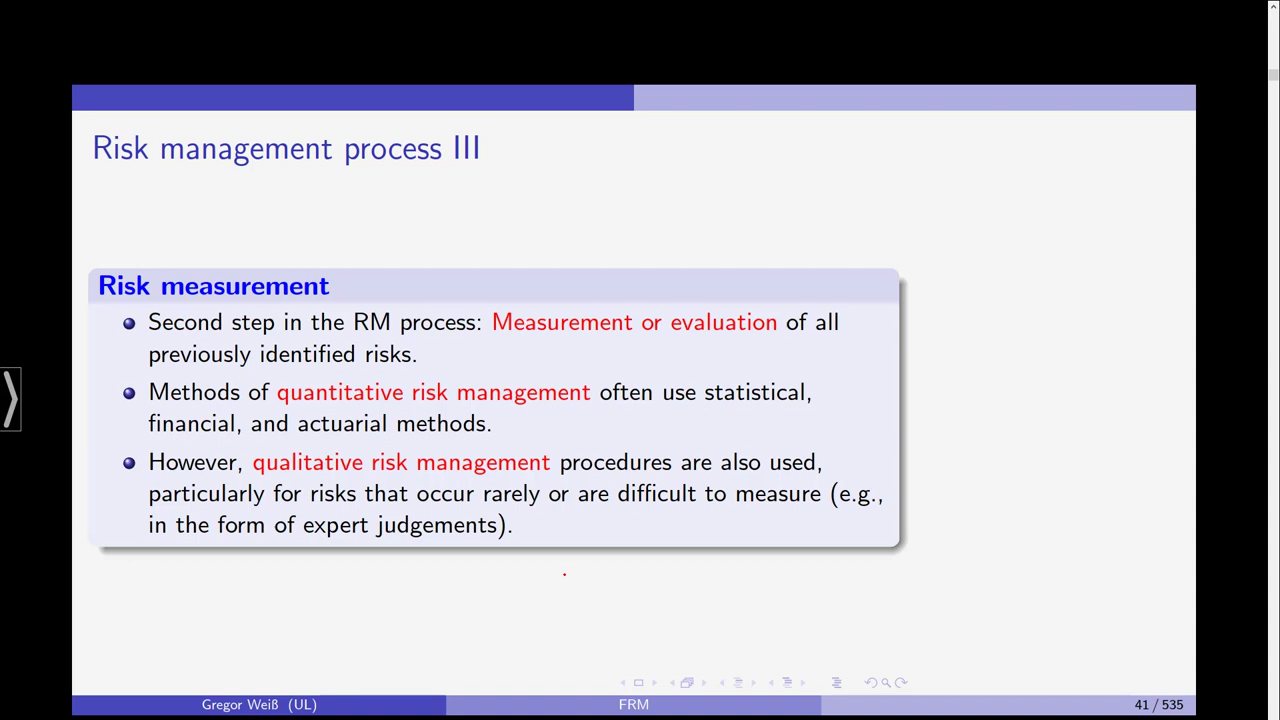 Risk management process III
Risk measurement
Second step in the RM process: Measurement or evaluation of all
previously identified risks.
Methods of quantitative risk management often use statistical,
financial, and actuarial methods.
However, qualitative risk management procedures are also used,
particularly for risks that occur rarely or are difficult to measure (e.g.,
in the form of expert judgements).
Gregor Weiß (UL)
FRM
41 / 535